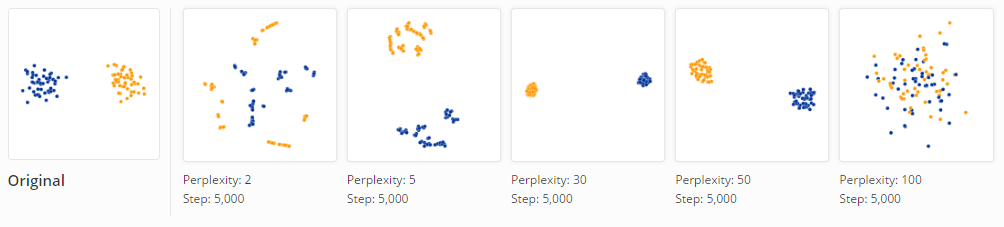 Original
Perplexity: 2
Step: 5,000
Perplexity: 5
Step: 5,000
Perplexity: 30
Step: 5,000
Perplexity: 50
Step: 5,000
Perplexity: 100
Step: 5,000